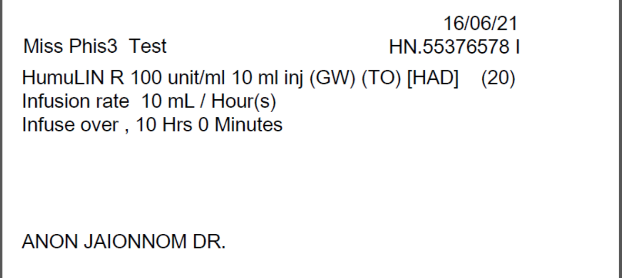 16/06/21
Miss Phis3 Test HN.55376578 I
HumuLIN R 100 unit/ml 10 ml inj (GW) (TO) [HAD] (20)
Infusion rate 10 mL / Hour(s)
Infuse over , 10 Hrs 0 Minutes
ANON JAIONNOM DR.